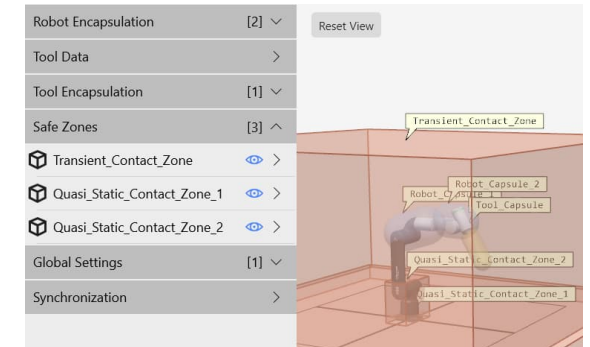 Robot Encapsulation [2]
Tool Data
Tool Encapsulation [1]
Safe Zones [3]
Transient_Contact_Zone
Quasi_Static_Contact_Zone_1
Quasi_Static_Contact_Zone_2
Global Settings [1]
Synchronization
Reset View
Transient_Contact_Zone
Robot_Capsule_2
Robot_Capsule_1
Tool_Capsule
Quasi_Static_Contact_Zone_2
Quasi_Static_Contact_Zone_1